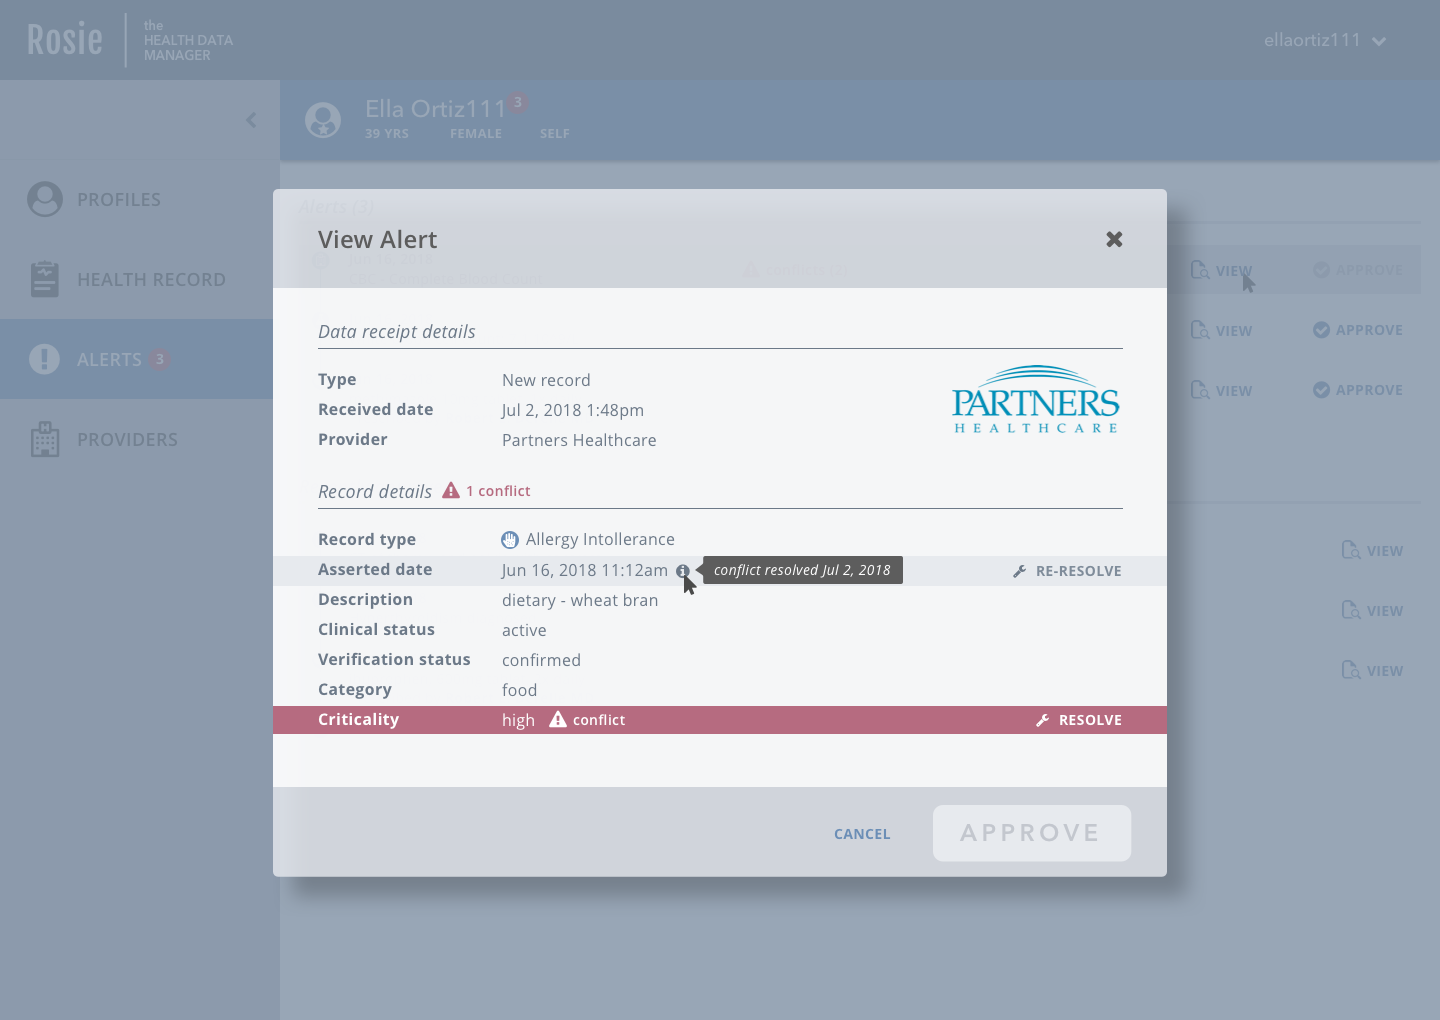 Rosie
the
HEALTH DATA
MANAGER
ellaortiz111
Ella Ortiz111 3
39 YRS FEMALE SELF
PROFILES
HEALTH RECORD
ALERTS 3
PROVIDERS
Alerts (3)
View Alert
VIEW APPROVE
VIEW APPROVE
VIEW APPROVE
Data receipt details
Type New record
Received date Jul 2, 2018 1:48pm
Provider Partners Healthcare
PARTNERS
HEALTHCARE
Record details 1 conflict
Record type Allergy Intollerance
Asserted date Jun 16, 2018 11:12am conflict resolved Jul 2, 2018 RE-RESOLVE
Description dietary - wheat bran
Clinical status active
Verification status confirmed
Category food
Criticality high conflict RESOLVE
VIEW
VIEW
VIEW
CANCEL APPROVE